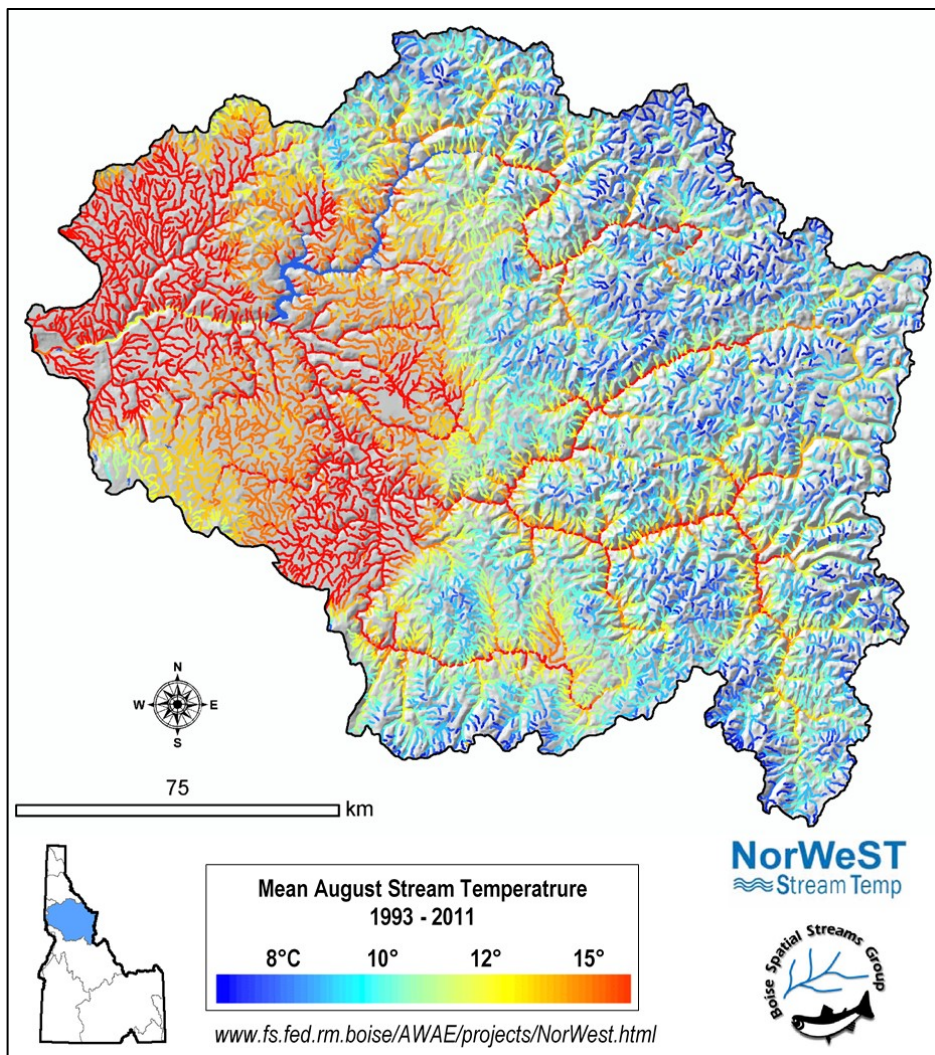 N
W E
S
75
km
Mean August Stream Temperatrure
1993 - 2011
8°C 10° 12° 15°
www.fs.fed.rm.boise/AWAE/projects/NorWest.html
NorWeST
Stream Temp
Boise Spatial Streams Group